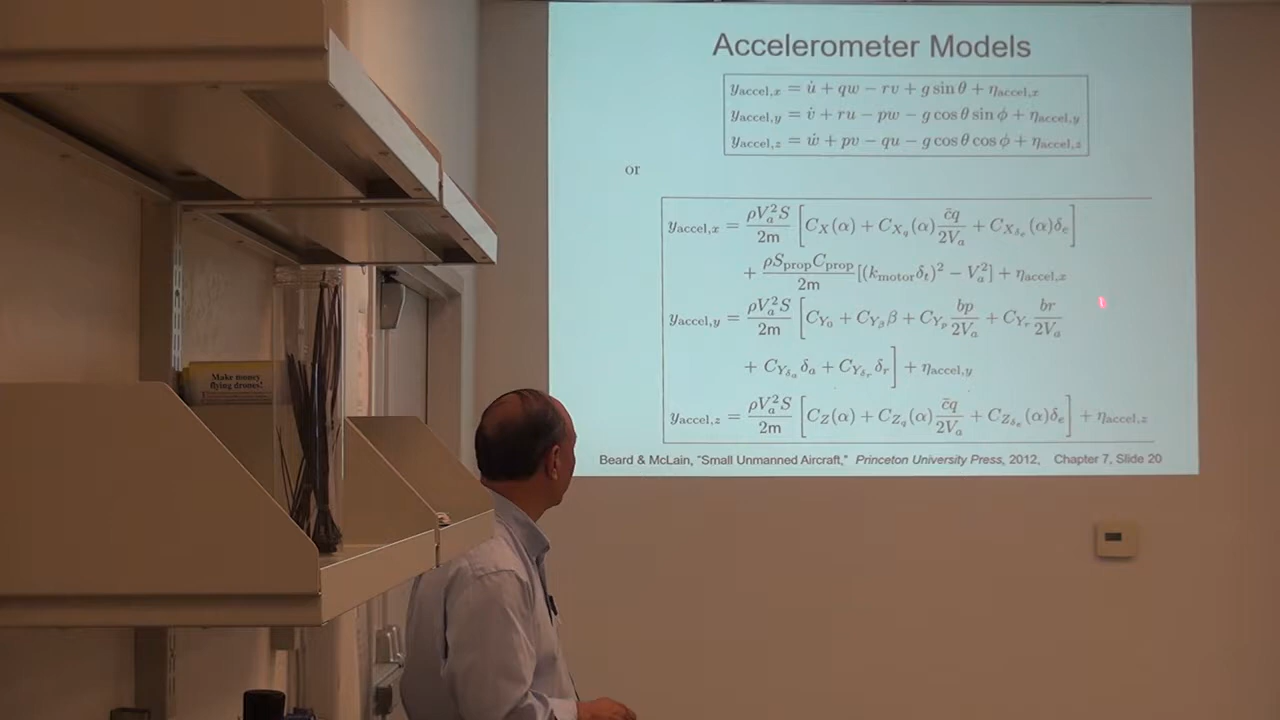 Accelerometer Models
y_accel,x = u̇ + qw − rv + g sin θ + η_accel,x
y_accel,y = v̇ + ru − pw − g cos θ sin ϕ + η_accel,y
y_accel,z = ẇ + pv − qu − g cos θ cos ϕ + η_accel,z
or
y_accel,x = ρV_a²S/2m [C_X(α) + C_X_q(α) c̄q/2V_a + C_X_δe(α)δ_e]
+ ρS_prop C_prop/2m [(k_motor δ_t)² − V_a²] + η_accel,x
y_accel,y = ρV_a²S/2m [C_Y_0 + C_Y_β β + C_Y_p bp/2V_a + C_Y_r br/2V_a
+ C_Y_δa δ_a + C_Y_δr δ_r] + η_accel,y
y_accel,z = ρV_a²S/2m [C_Z(α) + C_Z_q(α) c̄q/2V_a + C_Z_δe(α)δ_e] + η_accel,z
Beard & McLain, "Small Unmanned Aircraft," Princeton University Press, 2012, Chapter 7, Slide 20
Make money
flying drones!